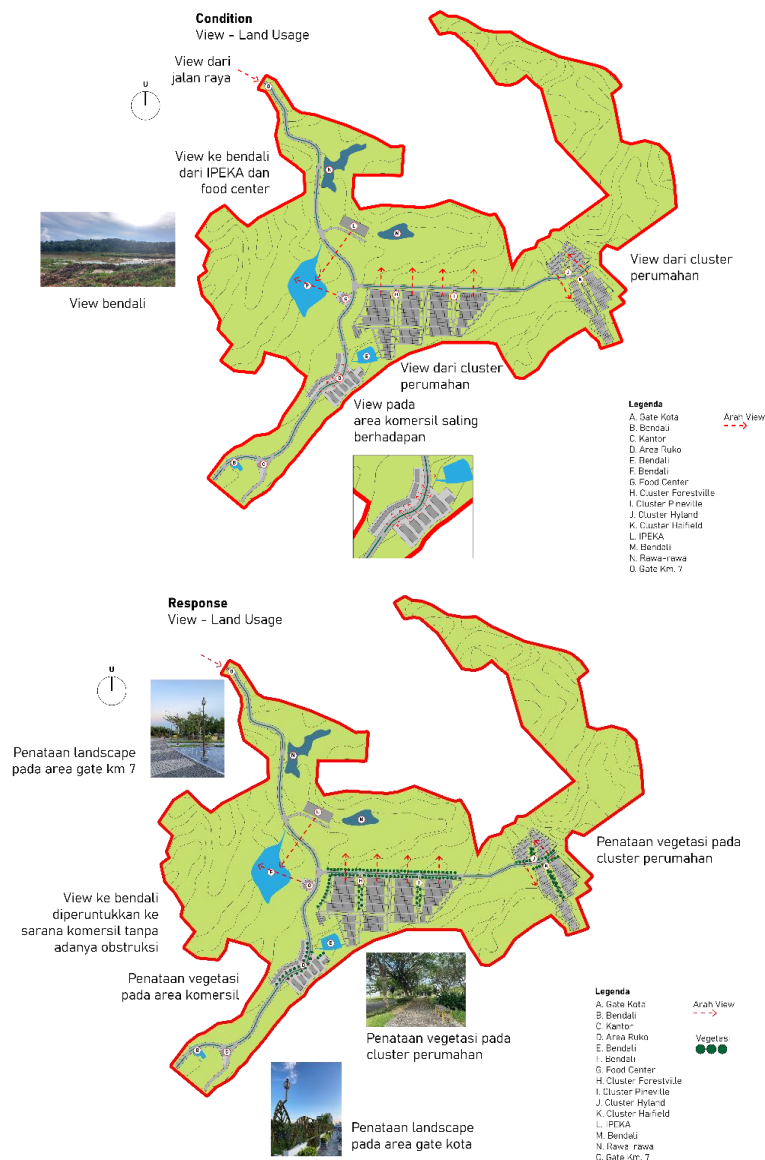 Condition
View - Land Usage
View dari
jalan raya
U
O
View ke bendali
dari IPEKA dan
food center
View bendali
L
M
F
G
H
I
J
K
E
D
B
C
View dari cluster
perumahan
View dari cluster
perumahan
View pada
area komersil saling
berhadapan
Legenda
A. Gate Kota
Arah View
B. Bendali
C. Kantor
D. Area Ruko
E. Bendali
F. Bendali
G. Food Center
H. Cluster Forestville
I. Cluster Pineville
J. Cluster Hyland
K. Cluster Haifield
L. IPEKA
M. Bendali
N. Rawa-rawa
O. Gate Km. 7
Response
View - Land Usage
U
Penataan landscape
pada area gate km 7
N
L
M
F
H
I
J
K
E
D
Penataan vegetasi pada
cluster perumahan
View ke bendali
diperuntukkan ke
sarana komersil tanpa
adanya obstruksi
Penataan vegetasi
pada area komersil
Penataan vegetasi pada
cluster perumahan
Penataan landscape
pada area gate kota
Legenda
A. Gate Kota
Arah View
B. Bendali
C. Kantor
D. Area Ruko
Vegetasi
E. Bendali
F. Bendali
G. Food Center
H. Cluster Forestville
I. Cluster Pineville
J. Cluster Hyland
K. Cluster Haifield
L. IPEKA
M. Bendali
N. Rawa-rawa
O. Gate Km. 7